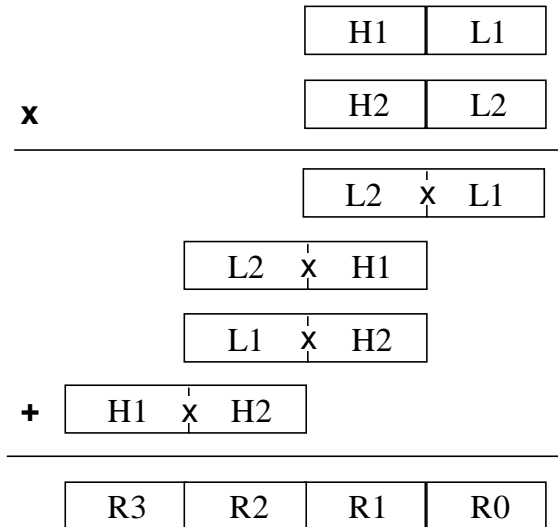 H1 L1
x H2 L2
L2 x L1
L2 x H1
L1 x H2
+ H1 x H2
R3 R2 R1 R0